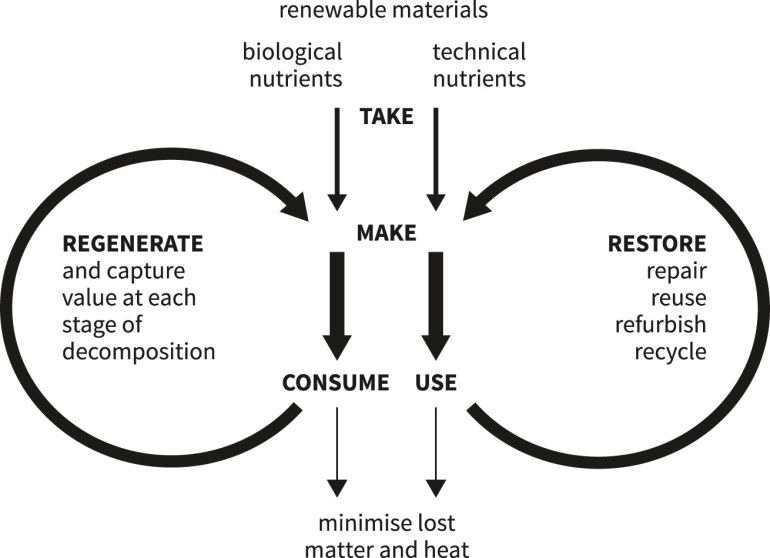 renewable materials
biological
nutrients
technical
nutrients
TAKE
MAKE
REGENERATE
and capture
value at each
stage of
decomposition
RESTORE
repair
reuse
refurbish
recycle
CONSUME
USE
minimise lost
matter and heat